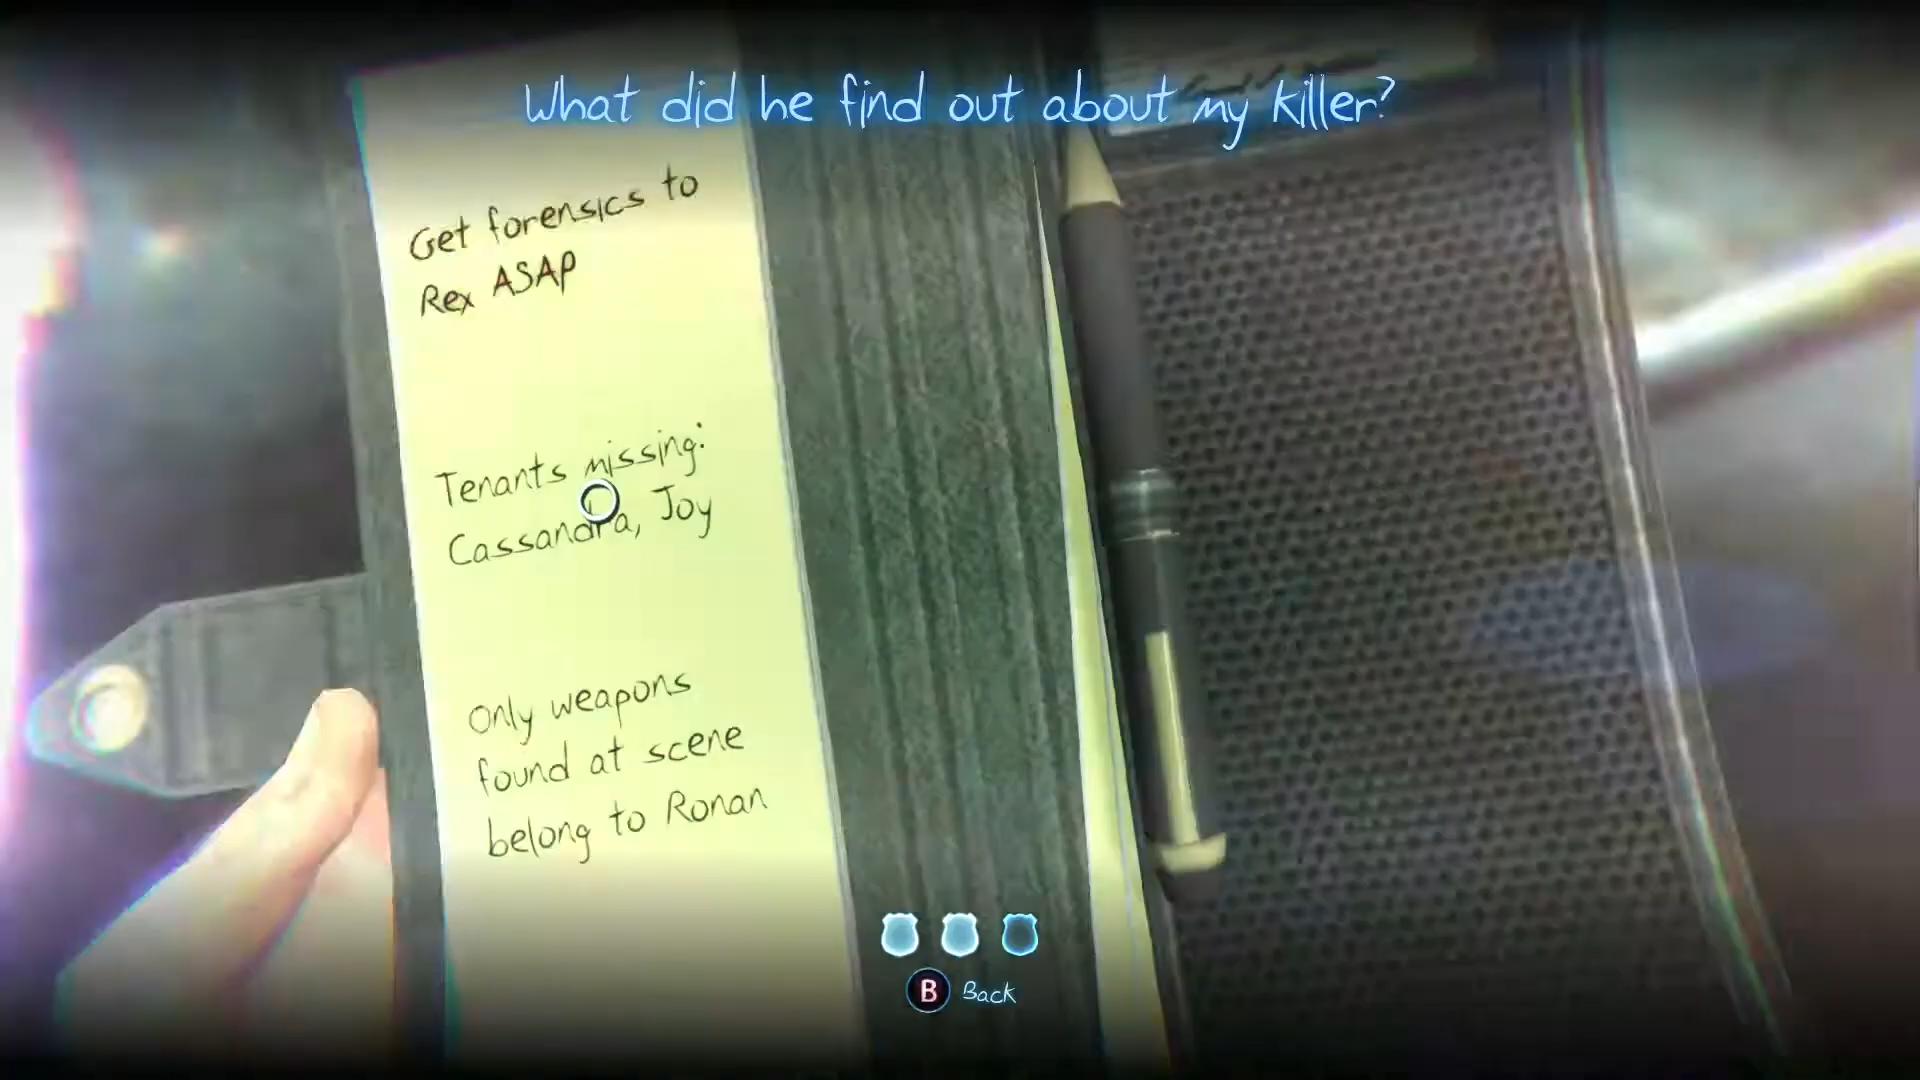 What did he find out about my killer?
Get forensics to
Rex ASAP
Tenants missing:
Cassandra, Joy
Only weapons
found at scene
belong to Ronan
B Back